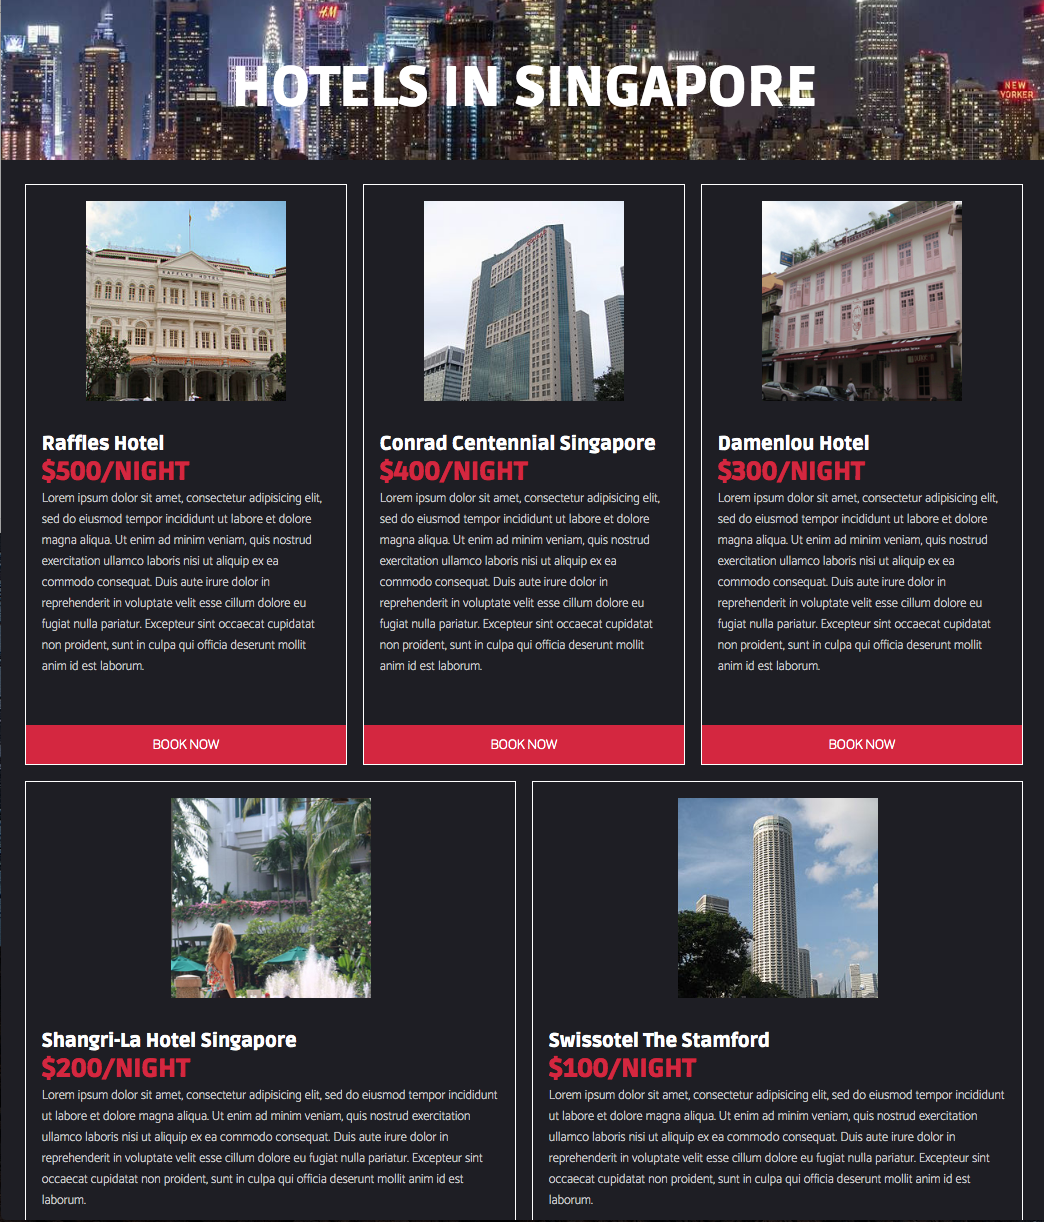 H&M
HOTELS IN SINGAPORE
NEW
YORKER
RAFFLES HOTEL
Raffles Hotel
$500/NIGHT
Lorem ipsum dolor sit amet, consectetur adipisicing elit,
sed do eiusmod tempor incididunt ut labore et dolore
magna aliqua. Ut enim ad minim veniam, quis nostrud
exercitation ullamco laboris nisi ut aliquip ex ea
commodo consequat. Duis aute irure dolor in
reprehenderit in voluptate velit esse cillum dolore eu
fugiat nulla pariatur. Excepteur sint occaecat cupidatat
non proident, sunt in culpa qui officia deserunt mollit
anim id est laborum.
BOOK NOW
Conrad Centennial Singapore
$400/NIGHT
Lorem ipsum dolor sit amet, consectetur adipisicing elit,
sed do eiusmod tempor incididunt ut labore et dolore
magna aliqua. Ut enim ad minim veniam, quis nostrud
exercitation ullamco laboris nisi ut aliquip ex ea
commodo consequat. Duis aute irure dolor in
reprehenderit in voluptate velit esse cillum dolore eu
fugiat nulla pariatur. Excepteur sint occaecat cupidatat
non proident, sunt in culpa qui officia deserunt mollit
anim id est laborum.
BOOK NOW
Damenlou Hotel
$300/NIGHT
Lorem ipsum dolor sit amet, consectetur adipisicing elit,
sed do eiusmod tempor incididunt ut labore et dolore
magna aliqua. Ut enim ad minim veniam, quis nostrud
exercitation ullamco laboris nisi ut aliquip ex ea
commodo consequat. Duis aute irure dolor in
reprehenderit in voluptate velit esse cillum dolore eu
fugiat nulla pariatur. Excepteur sint occaecat cupidatat
non proident, sunt in culpa qui officia deserunt mollit
anim id est laborum.
BOOK NOW
Shangri-La Hotel Singapore
$200/NIGHT
Lorem ipsum dolor sit amet, consectetur adipisicing elit, sed do eiusmod tempor incididunt
ut labore et dolore magna aliqua. Ut enim ad minim veniam, quis nostrud exercitation
ullamco laboris nisi ut aliquip ex ea commodo consequat. Duis aute irure dolor in
reprehenderit in voluptate velit esse cillum dolore eu fugiat nulla pariatur. Excepteur sint
occaecat cupidatat non proident, sunt in culpa qui officia deserunt mollit anim id est
laborum.
Swissotel The Stamford
$100/NIGHT
Lorem ipsum dolor sit amet, consectetur adipisicing elit, sed do eiusmod tempor incididunt
ut labore et dolore magna aliqua. Ut enim ad minim veniam, quis nostrud exercitation
ullamco laboris nisi ut aliquip ex ea commodo consequat. Duis aute irure dolor in
reprehenderit in voluptate velit esse cillum dolore eu fugiat nulla pariatur. Excepteur sint
occaecat cupidatat non proident, sunt in culpa qui officia deserunt mollit anim id est
laborum.